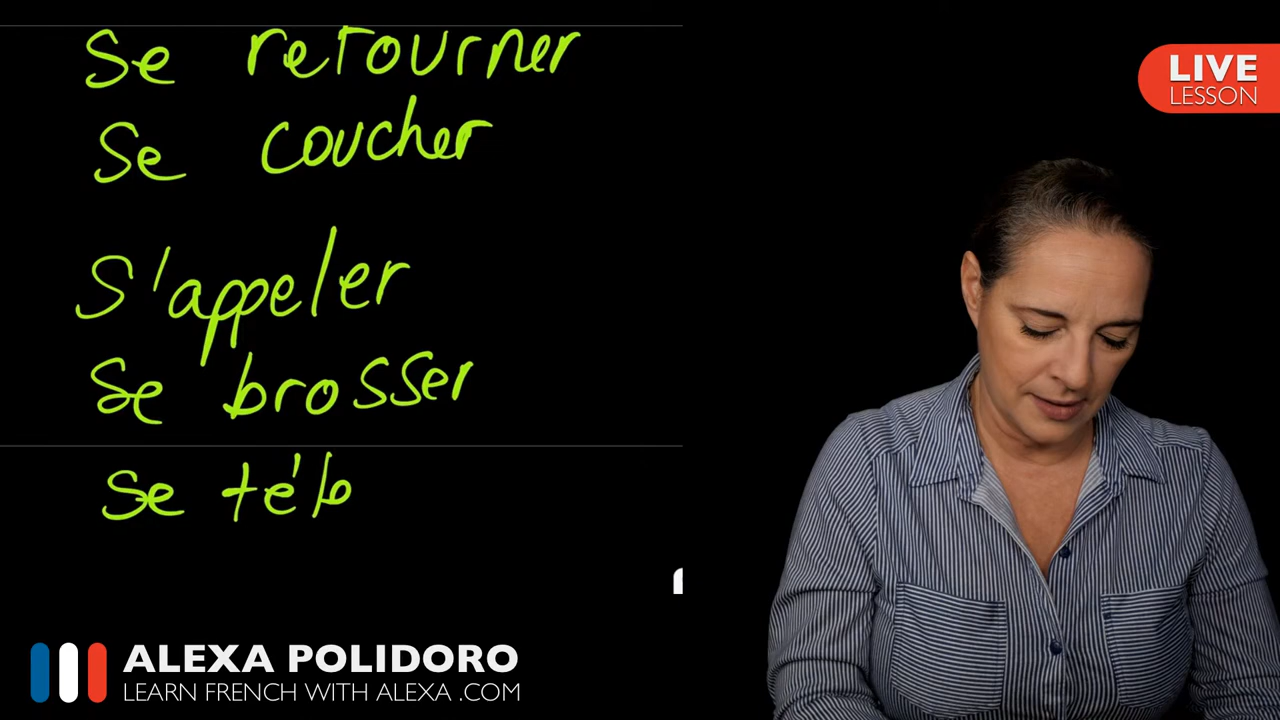 Se retourner
Se coucher
S'appeler
Se brosser
Se télé
LIVE
LESSON
ALEXA POLIDORO
LEARN FRENCH WITH ALEXA .COM